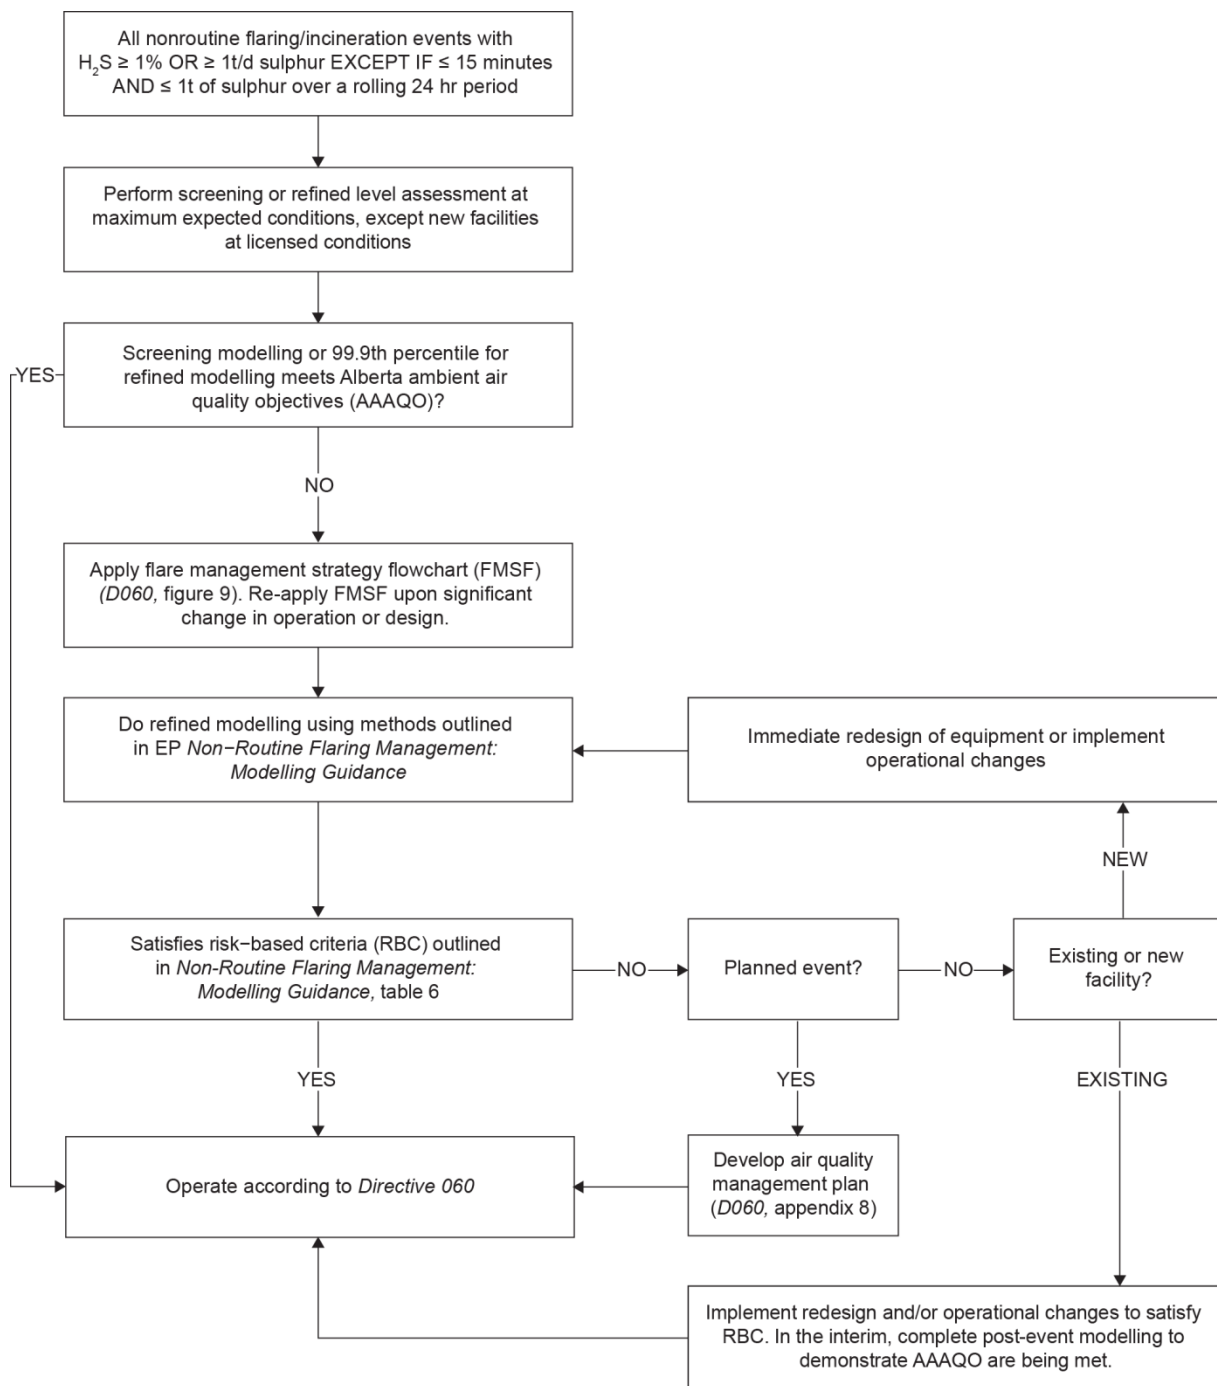 All nonroutine flaring/incineration events with
H₂S ≥ 1% OR ≥ 1t/d sulphur EXCEPT IF ≤ 15 minutes
AND ≤ 1t of sulphur over a rolling 24 hr period
Perform screening or refined level assessment at
maximum expected conditions, except new facilities
at licensed conditions
Screening modelling or 99.9th percentile for
refined modelling meets Alberta ambient air
quality objectives (AAAQO)?
YES
NO
Apply flare management strategy flowchart (FMSF)
(D060, figure 9). Re-apply FMSF upon significant
change in operation or design.
Do refined modelling using methods outlined
in EP Non−Routine Flaring Management:
Modelling Guidance
Immediate redesign of equipment or implement
operational changes
NEW
Satisfies risk−based criteria (RBC) outlined
in Non-Routine Flaring Management:
Modelling Guidance, table 6
NO
Planned event?
NO
Existing or new
facility?
YES
YES
EXISTING
Operate according to Directive 060
Develop air quality
management plan
(D060, appendix 8)
Implement redesign and/or operational changes to satisfy
RBC. In the interim, complete post-event modelling to
demonstrate AAAQO are being met.